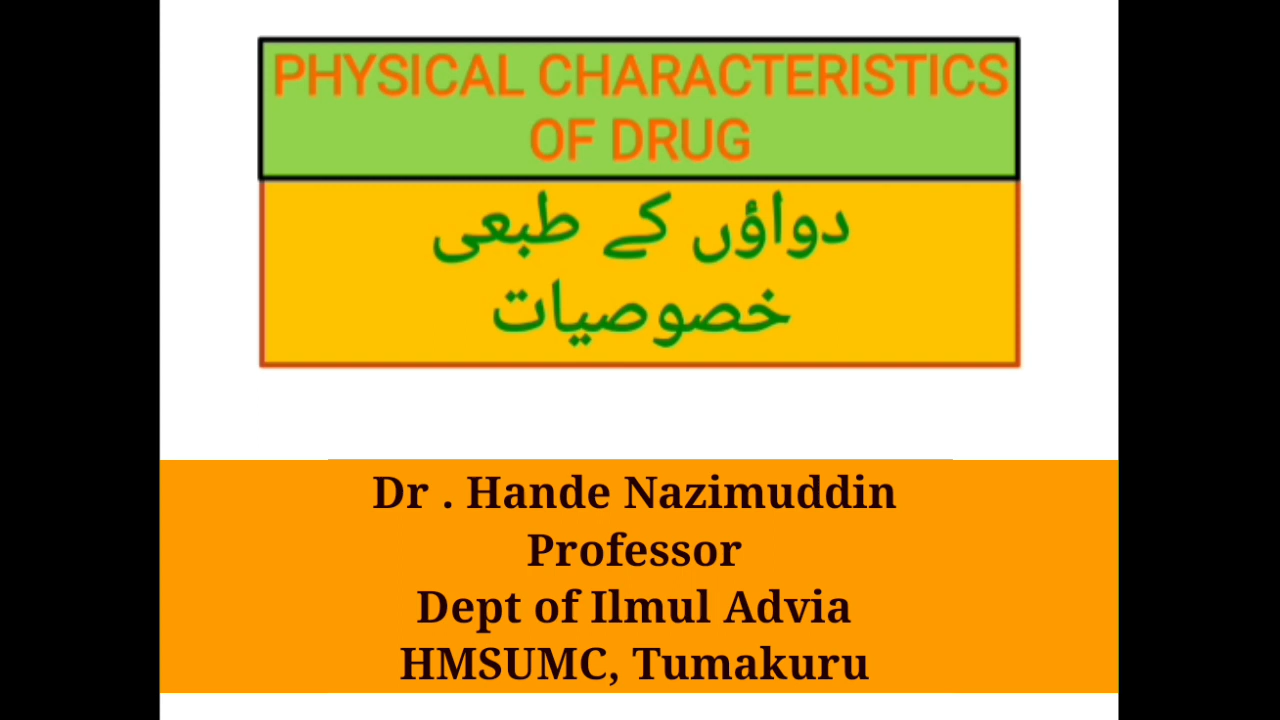 PHYSICAL CHARACTERISTICS
OF DRUG
دواؤں کے طبعی
خصوصیات
Dr . Hande Nazimuddin
Professor
Dept of Ilmul Advia
HMSUMC, Tumakuru